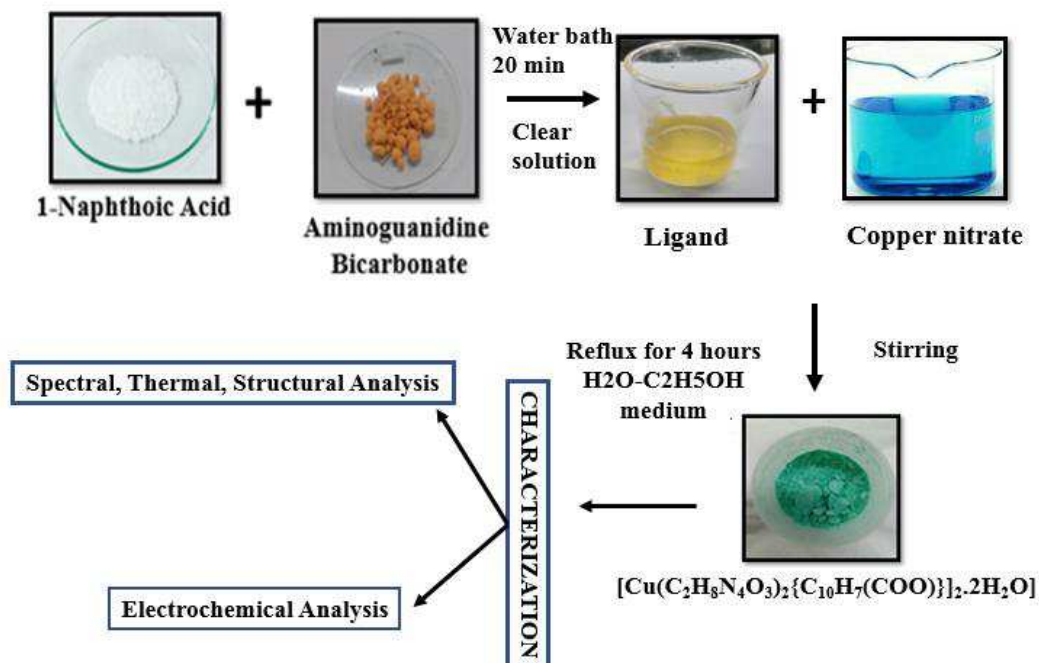 Water bath
20 min
Clear
solution
1-Naphthoic Acid
Aminoguanidine
Bicarbonate
Ligand
Copper nitrate
Reflux for 4 hours
H2O-C2H5OH
medium
Stirring
[Cu(C₂H₈N₄O₃)₂{C₁₀H₇(COO)}]₂.2H₂O]
CHARACTERIZATION
Spectral, Thermal, Structural Analysis
Electrochemical Analysis